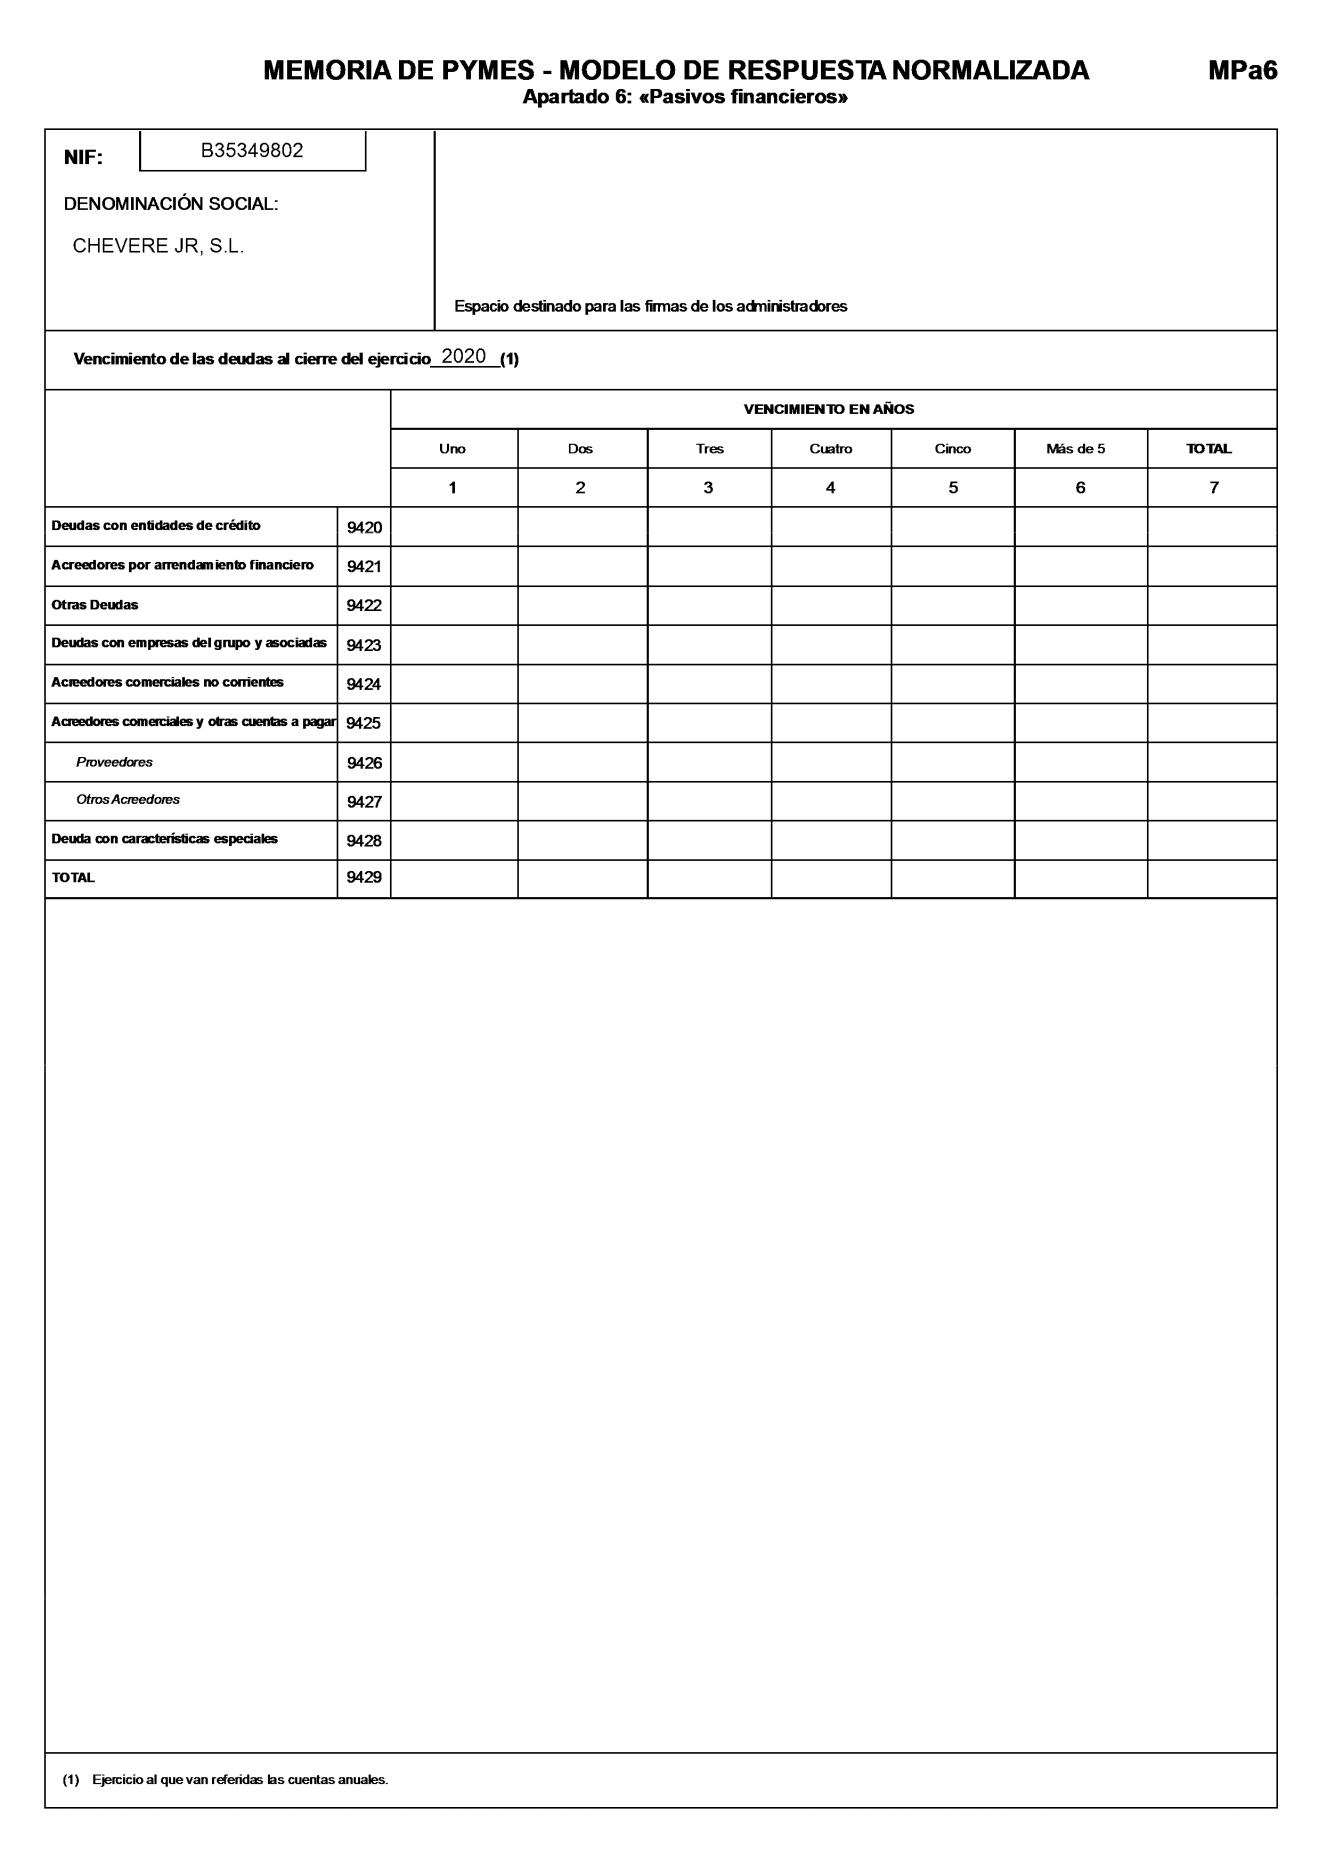 MEMORIA DE PYMES - MODELO DE RESPUESTA NORMALIZADA MPa6
Apartado 6: «Pasivos financieros»
NIF: B35349802
DENOMINACIÓN SOCIAL:
CHEVERE JR, S.L.
Espacio destinado para las firmas de los administradores
Vencimiento de las deudas al cierre del ejercicio 2020 (1)
VENCIMIENTO EN AÑOS
Uno Dos Tres Cuatro Cinco Más de 5 TOTAL
1 2 3 4 5 6 7
Deudas con entidades de crédito 9420
Acreedores por arrendamiento financiero 9421
Otras Deudas 9422
Deudas con empresas del grupo y asociadas 9423
Acreedores comerciales no corrientes 9424
Acreedores comerciales y otras cuentas a pagar 9425
Proveedores 9426
Otros Acreedores 9427
Deuda con características especiales 9428
TOTAL 9429
(1) Ejercicio al que van referidas las cuentas anuales.